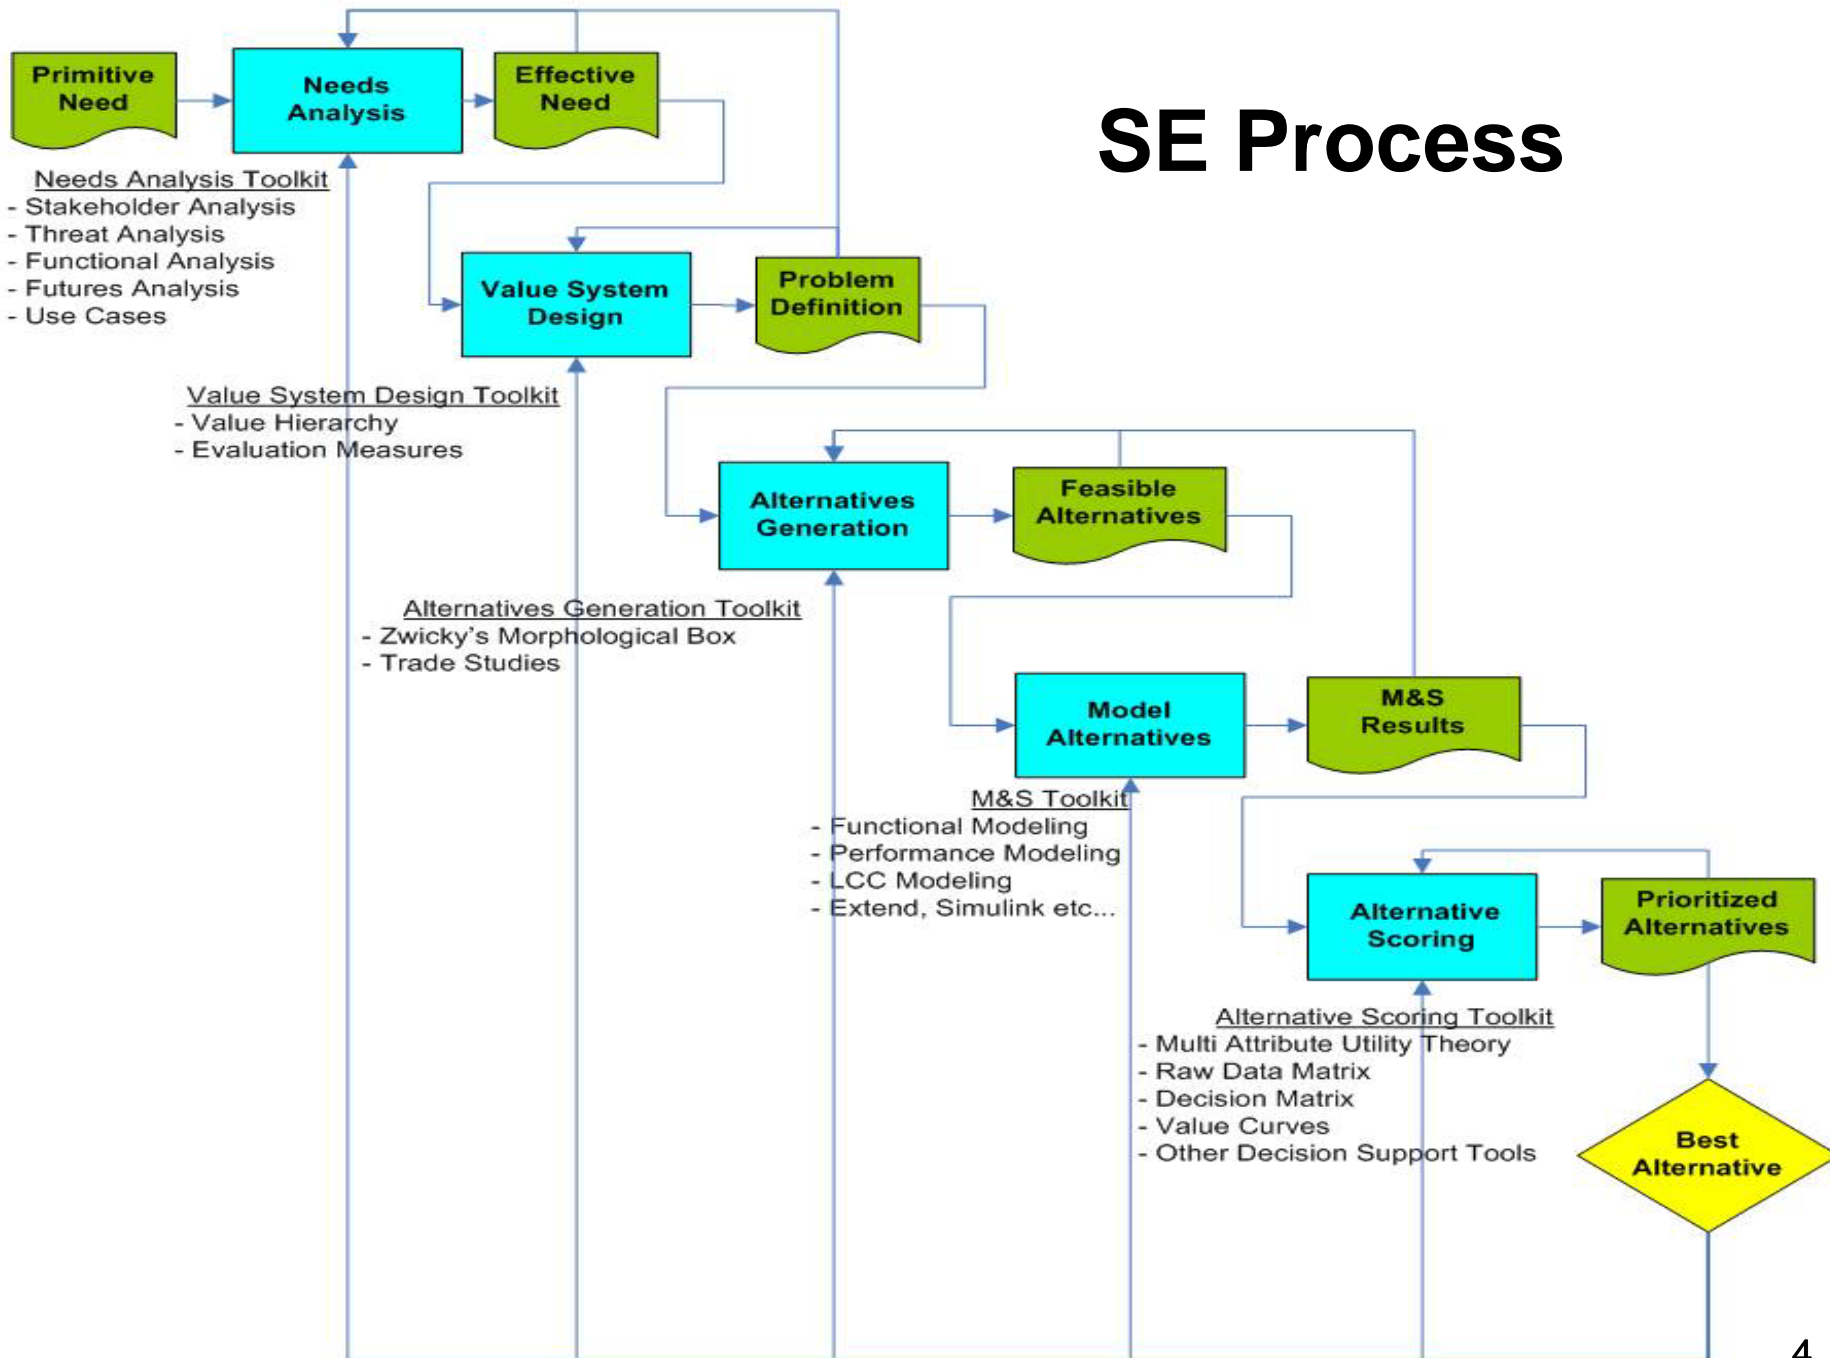 SE Process
Primitive
Need
Needs
Analysis
Effective
Need
Needs Analysis Toolkit
- Stakeholder Analysis
- Threat Analysis
- Functional Analysis
- Futures Analysis
- Use Cases
Value System
Design
Problem
Definition
Value System Design Toolkit
- Value Hierarchy
- Evaluation Measures
Alternatives
Generation
Feasible
Alternatives
Alternatives Generation Toolkit
- Zwicky's Morphological Box
- Trade Studies
Model
Alternatives
M&S
Results
M&S Toolkit
- Functional Modeling
- Performance Modeling
- LCC Modeling
- Extend, Simulink etc...
Alternative
Scoring
Prioritized
Alternatives
Alternative Scoring Toolkit
- Multi Attribute Utility Theory
- Raw Data Matrix
- Decision Matrix
- Value Curves
- Other Decision Support Tools
Best
Alternative
4